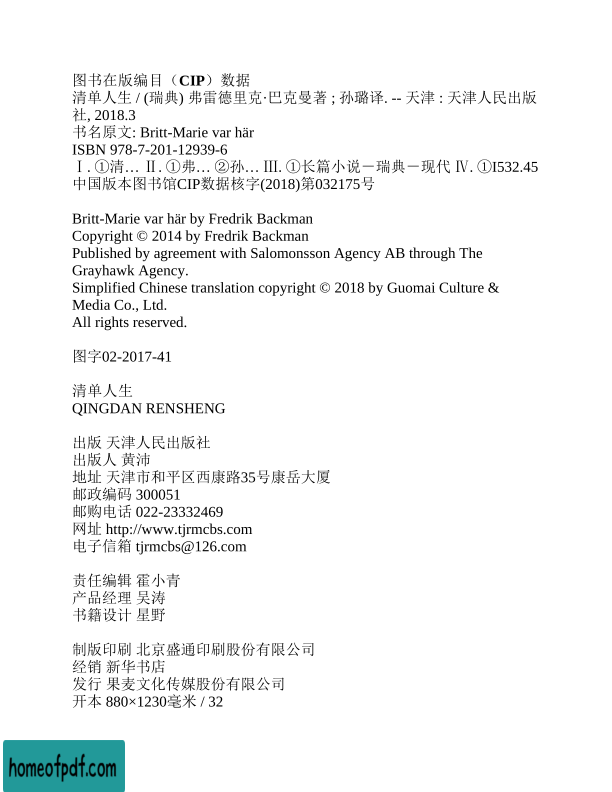 图书在版编目（CIP）数据
清单人生 / (瑞典) 弗雷德里克·巴克曼著 ; 孙璐译. -- 天津 : 天津人民出版
社, 2018.3
书名原文: Britt-Marie var här
ISBN 978-7-201-12939-6
Ⅰ. ①清… Ⅱ. ①弗… ②孙… Ⅲ. ①长篇小说－瑞典－现代 Ⅳ. ①I532.45
中国版本图书馆CIP数据核字(2018)第032175号
Britt-Marie var här by Fredrik Backman
Copyright © 2014 by Fredrik Backman
Published by agreement with Salomonsson Agency AB through The
Grayhawk Agency.
Simplified Chinese translation copyright © 2018 by Guomai Culture &
Media Co., Ltd.
All rights reserved.
图字02-2017-41
清单人生
QINGDAN RENSHENG
出版 天津人民出版社
出版人 黄沛
地址 天津市和平区西康路35号康岳大厦
邮政编码 300051
邮购电话 022-23332469
网址 http://www.tjrmcbs.com
电子信箱 tjrmcbs@126.com
责任编辑 霍小青
产品经理 吴涛
书籍设计 星野
制版印刷 北京盛通印刷股份有限公司
经销 新华书店
发行 果麦文化传媒股份有限公司
开本 880×1230毫米 / 32
homeofpdf.com